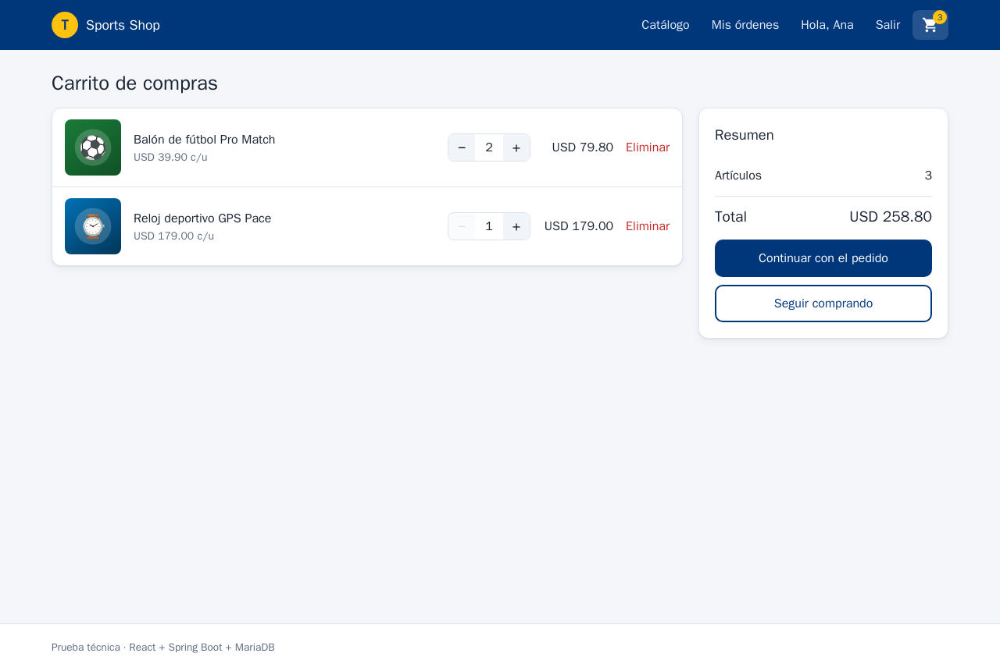 T Sports Shop Catálogo Mis órdenes Hola, Ana Salir 3
Carrito de compras
Balón de fútbol Pro Match
USD 39.90 c/u
− 2 + USD 79.80 Eliminar
Reloj deportivo GPS Pace
USD 179.00 c/u
− 1 + USD 179.00 Eliminar
Resumen
Artículos 3
Total USD 258.80
Continuar con el pedido
Seguir comprando
Prueba técnica · React + Spring Boot + MariaDB